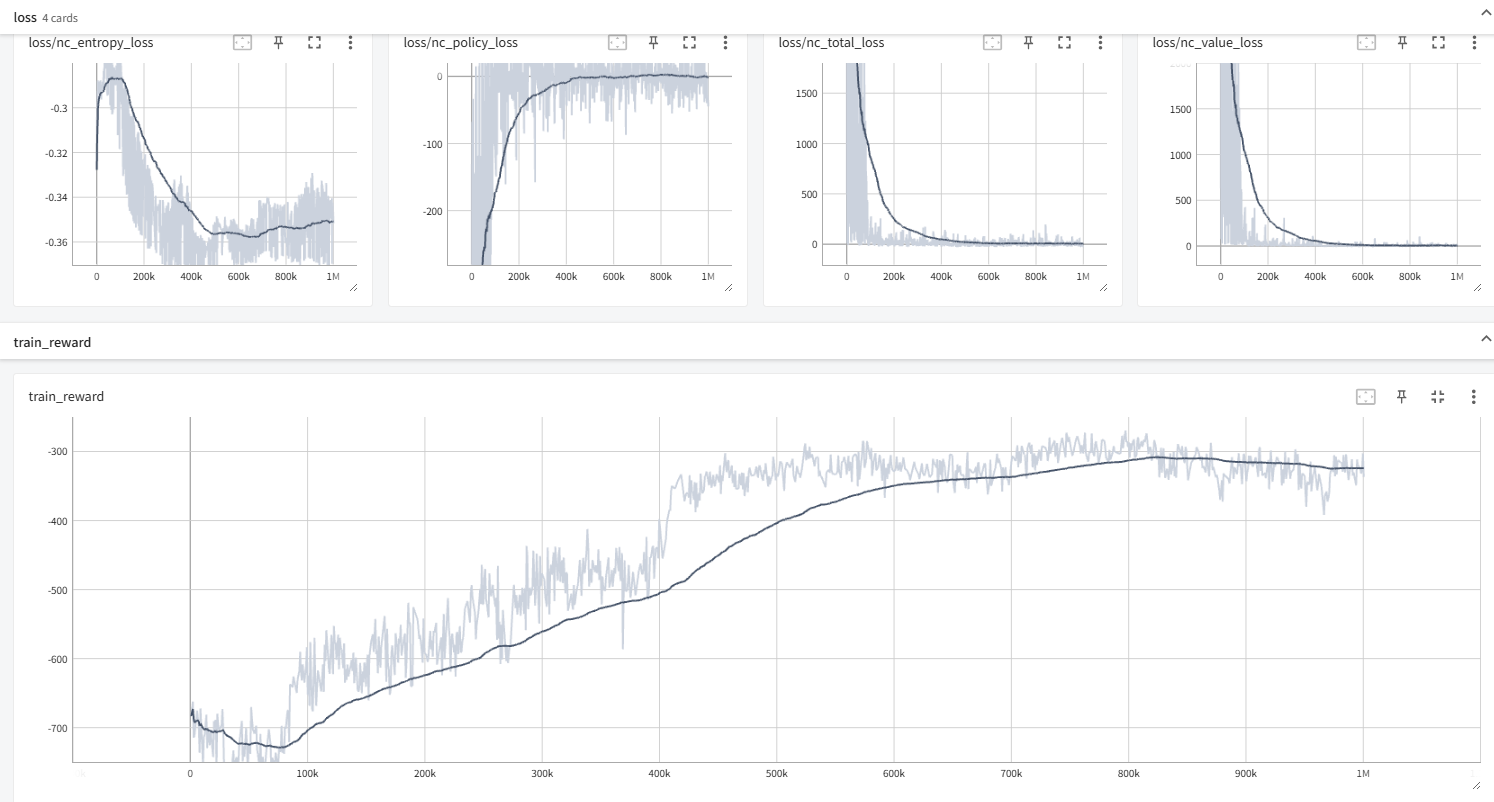 loss 4 cards
loss/nc_entropy_loss
-0.3
-0.32
-0.34
-0.36
0 200k 400k 600k 800k 1M
loss/nc_policy_loss
0
-100
-200
0 200k 400k 600k 800k 1M
loss/nc_total_loss
1500
1000
500
0
0 200k 400k 600k 800k 1M
loss/nc_value_loss
1500
1000
500
0
0 200k 400k 600k 800k 1M
train_reward
train_reward
-300
-400
-500
-600
-700
0 100k 200k 300k 400k 500k 600k 700k 800k 900k 1M